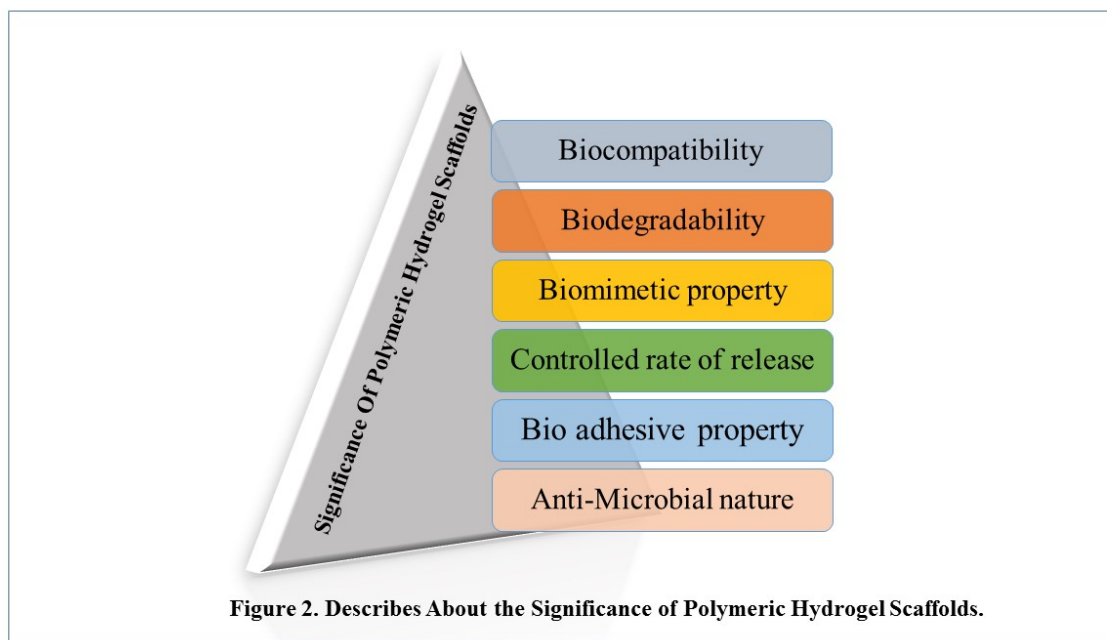 Significance Of Polymeric Hydrogel Scaffolds
Biocompatibility
Biodegradability
Biomimetic property
Controlled rate of release
Bio adhesive property
Anti-Microbial nature
Figure 2. Describes About the Significance of Polymeric Hydrogel Scaffolds.